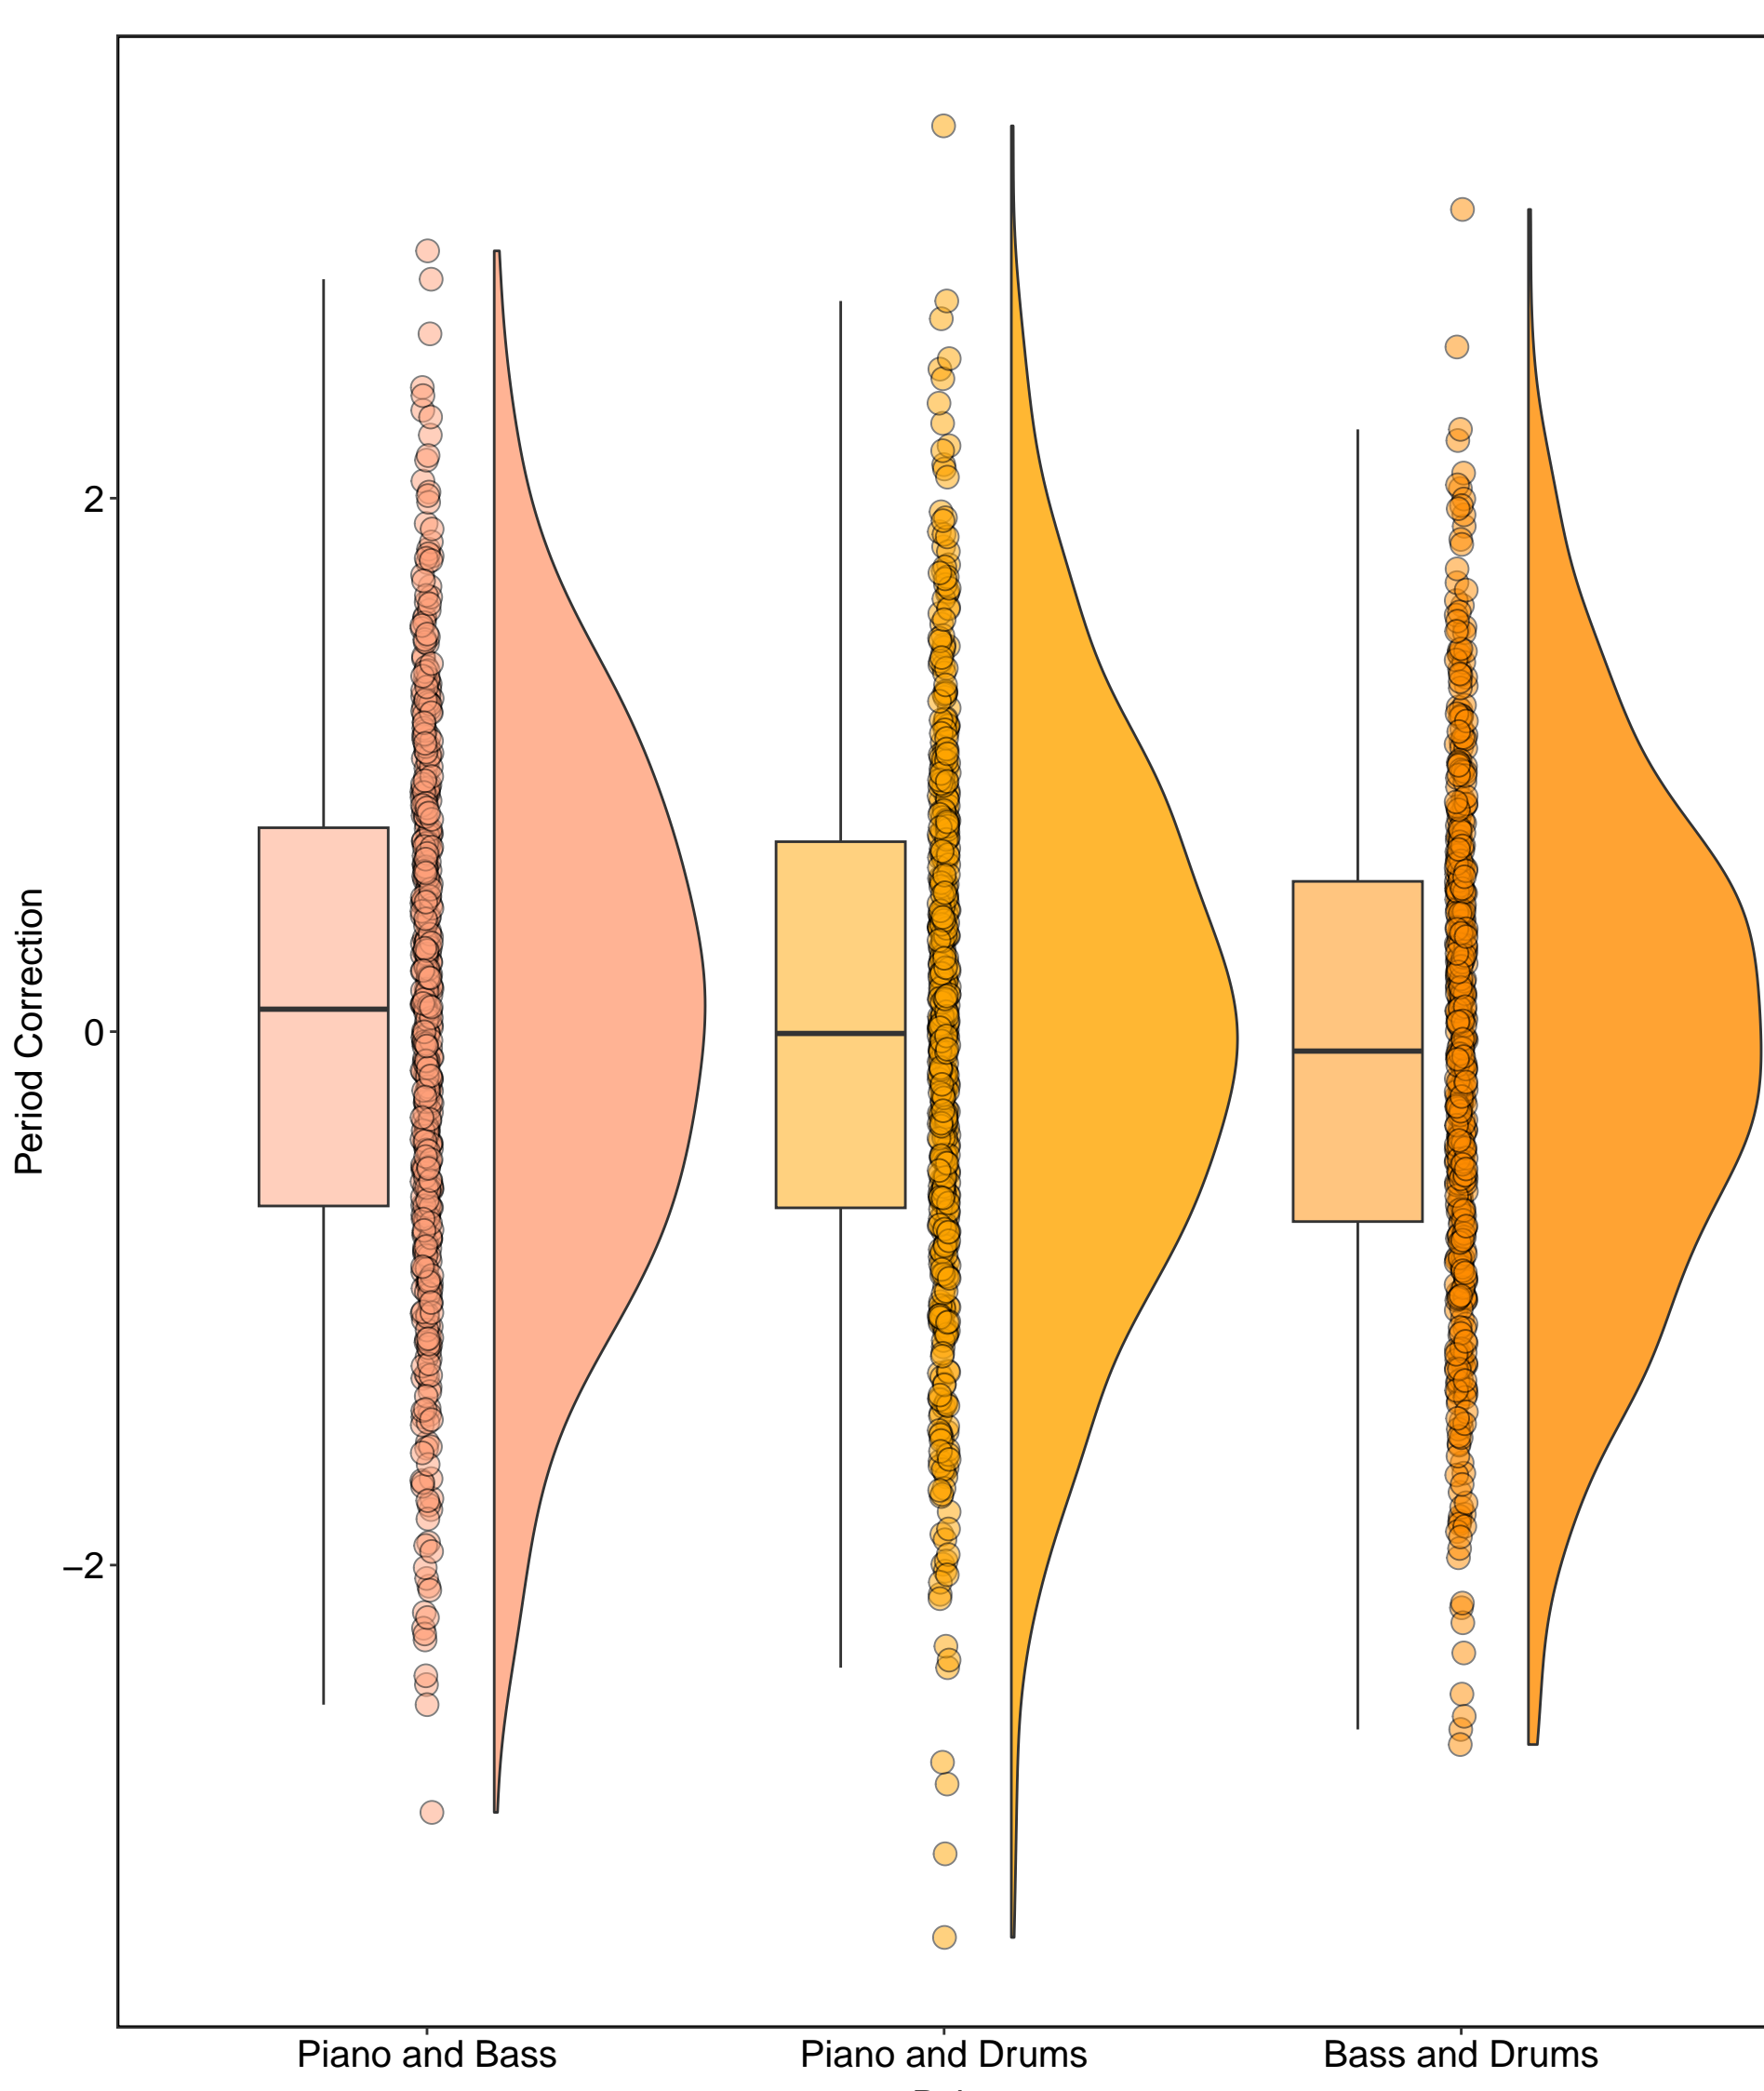 Period Correction
2
0
−2
Piano and Bass
Piano and Drums
Bass and Drums